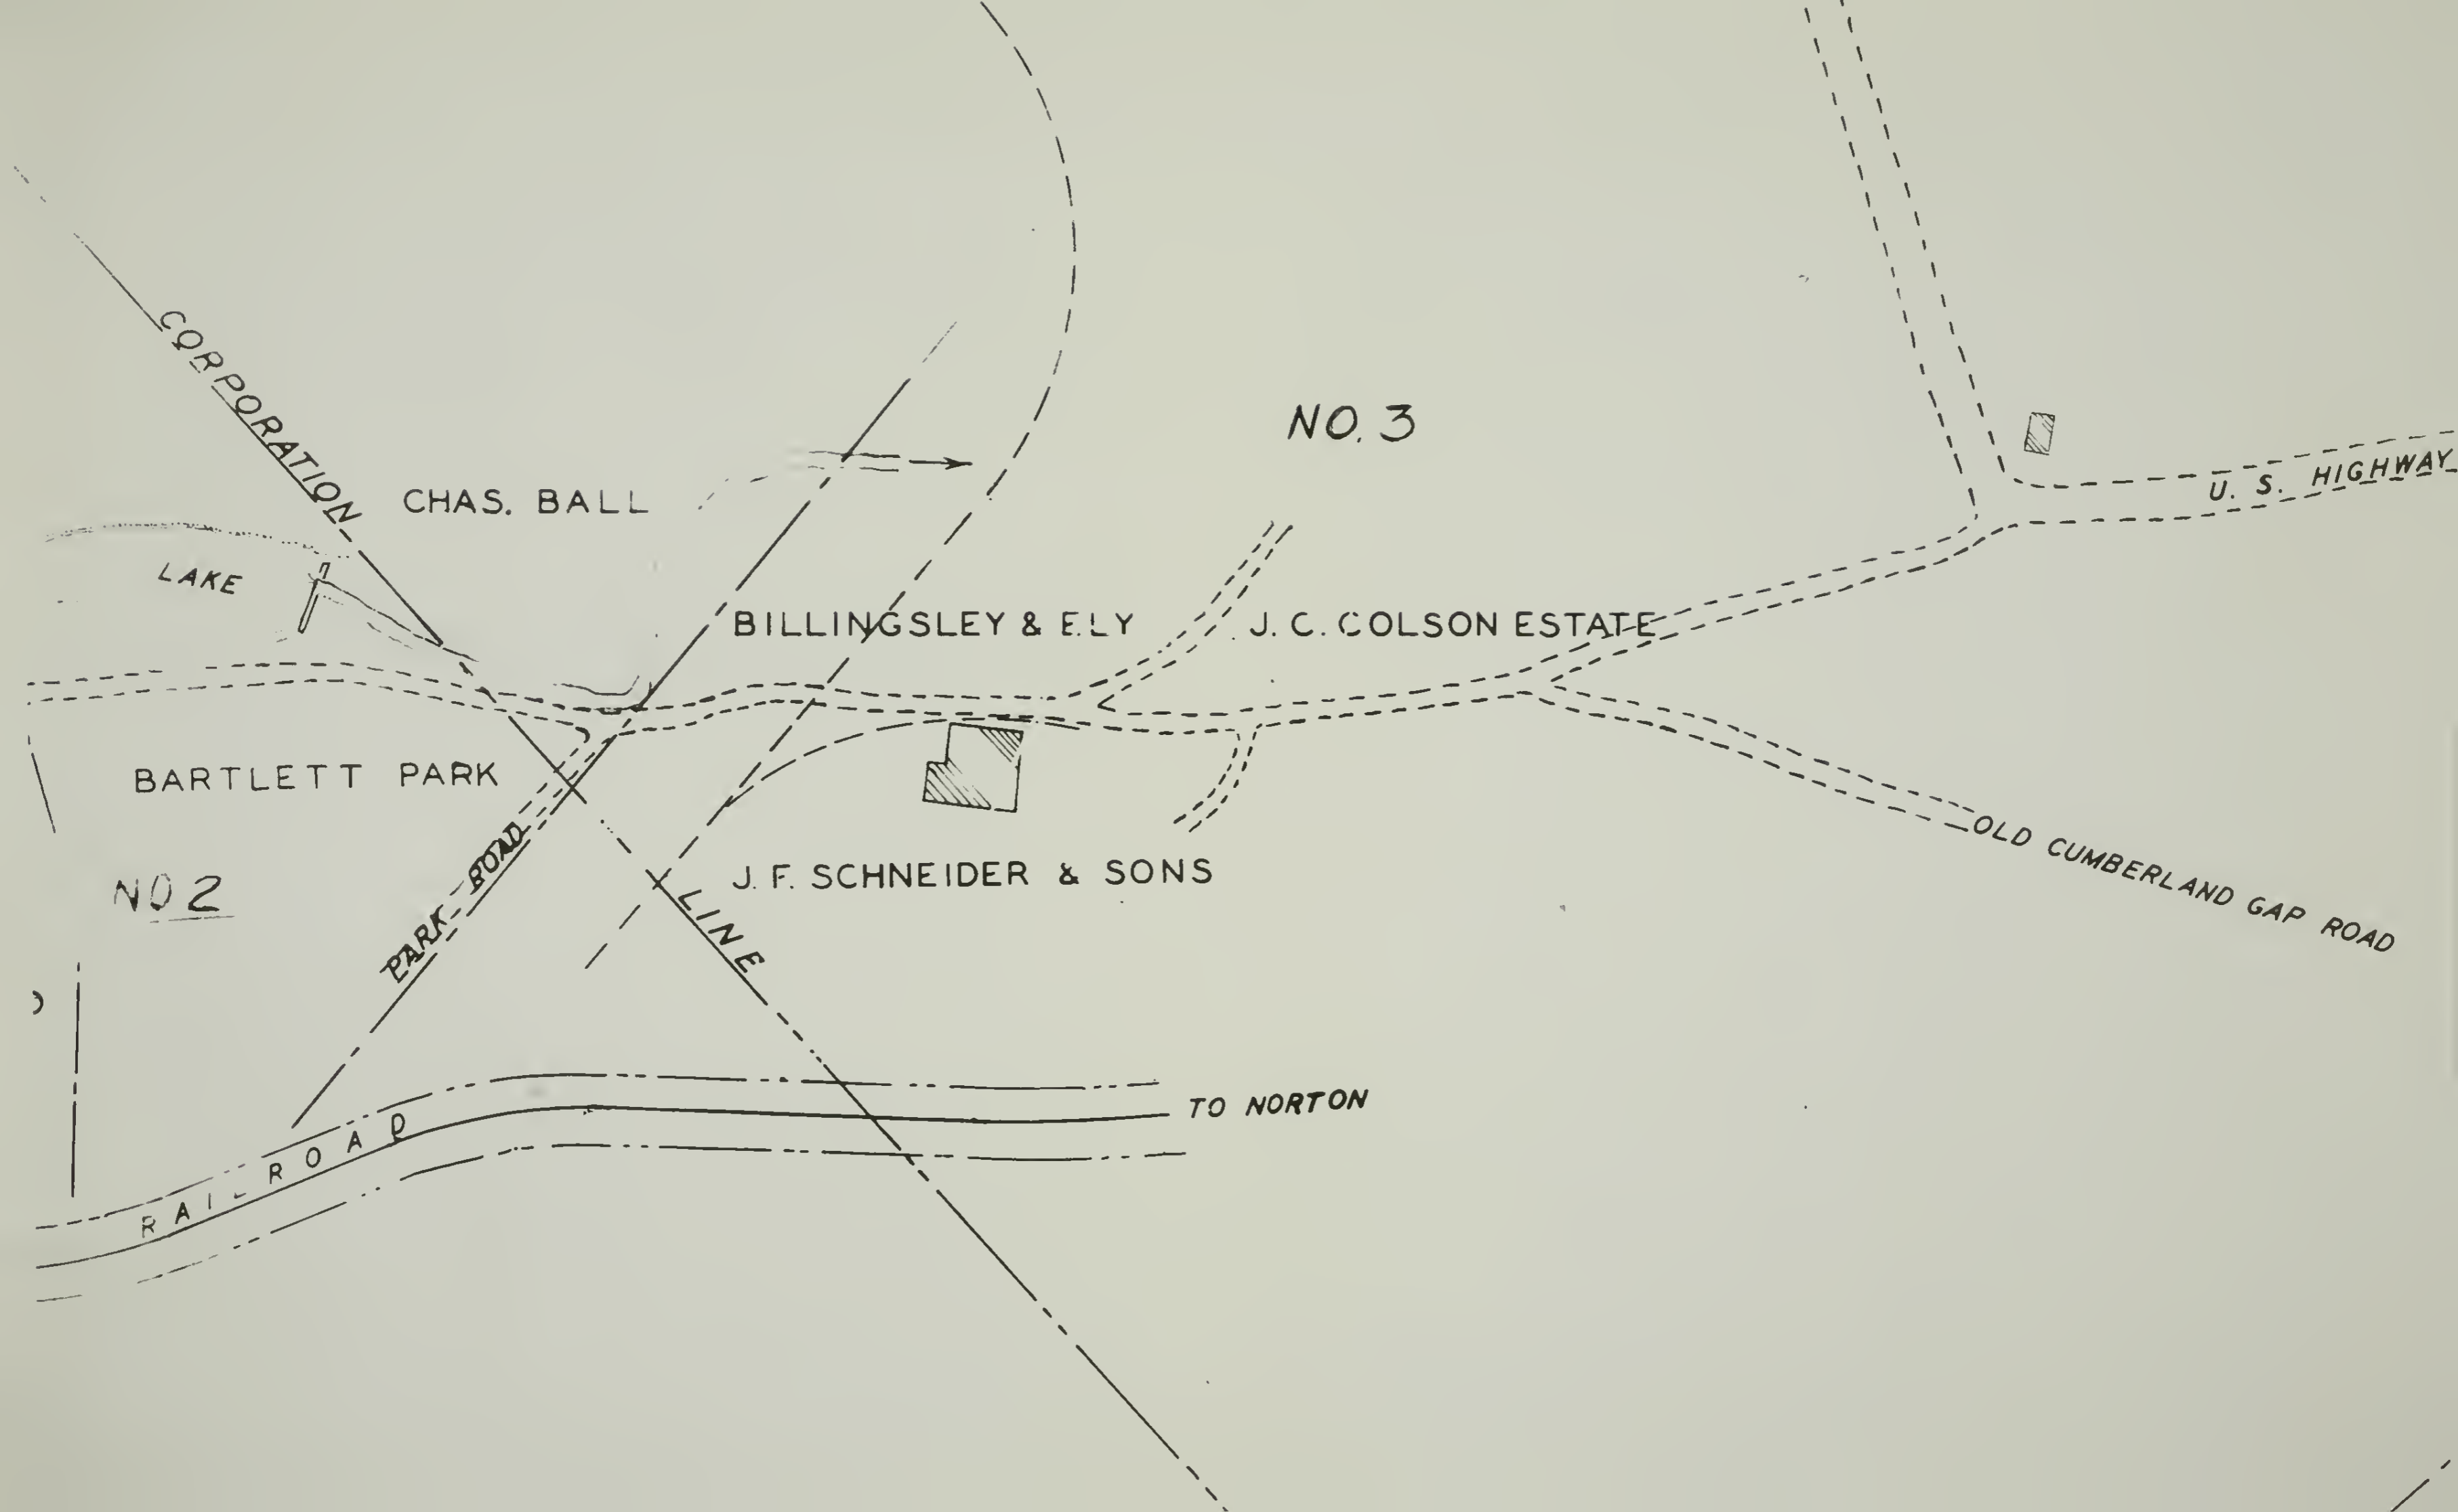 CORPORATION
NO. 3
CHAS. BALL
U. S. HIGHWAY
LAKE
BILLINGSLEY & ELY
J. C. COLSON ESTATE
BARTLETT PARK
OLD CUMBERLAND GAP ROAD
PARK ROAD
J. F. SCHNEIDER & SONS
NO 2
LINE
TO NORTON
RAILROAD